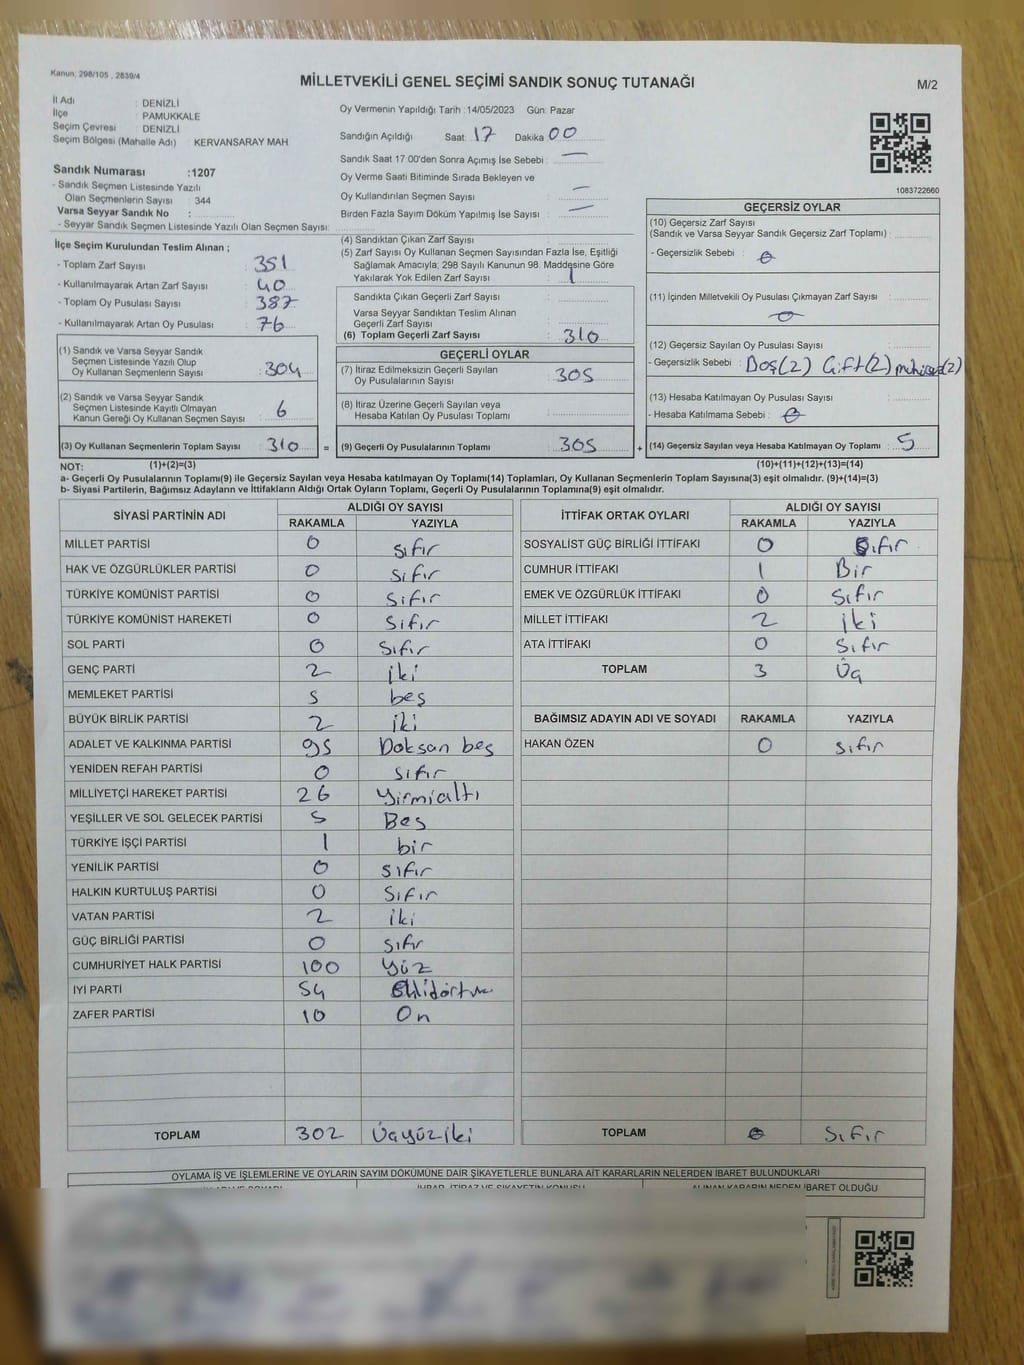 Kanun; 298/105 , 2839/4
MİLLETVEKİLİ GENEL SEÇİMİ SANDIK SONUÇ TUTANAĞI
M/2
İl Adı : DENİZLİ
İlçe : PAMUKKALE
Seçim Çevresi : DENİZLİ
Seçim Bölgesi (Mahalle Adı) KERVANSARAY MAH
Oy Vermenin Yapıldığı Tarih :14/05/2023 Gün: Pazar
Sandığın Açıldığı Saat: 17 Dakika 00
Sandık Saat 17.00'den Sonra Açımış İse Sebebi : —
Oy Verme Saati Bitiminde Sırada Bekleyen ve
Oy Kullandırılan Seçmen Sayısı : —
Birden Fazla Sayım Döküm Yapılmış İse Sayısı : —
1083722660
Sandık Numarası :1207
- Sandık Seçmen Listesinde Yazılı
Olan Seçmenlerin Sayısı : 344
Varsa Seyyar Sandık No :
- Seyyar Sandık Seçmen Listesinde Yazılı Olan Seçmen Sayısı:
İlçe Seçim Kurulundan Teslim Alınan ;
- Toplam Zarf Sayısı : 351
- Kullanılmayarak Artan Zarf Sayısı : 40
- Toplam Oy Pusulası Sayısı : 387
- Kullanılmayarak Artan Oy Pusulası : 76
(4) Sandıktan Çıkan Zarf Sayısı :
(5) Zarf Sayısı Oy Kullanan Seçmen Sayısından Fazla İse, Eşitliği
Sağlamak Amacıyla; 298 Sayılı Kanunun 98. Maddesine Göre
Yakılarak Yok Edilen Zarf Sayısı : 1
Sandıkta Çıkan Geçerli Zarf Sayısı :
Varsa Seyyar Sandıktan Teslim Alınan
Geçerli Zarf Sayısı :
(6) Toplam Geçerli Zarf Sayısı : 310
GEÇERSİZ OYLAR
(10) Geçersiz Zarf Sayısı
(Sandık ve Varsa Seyyar Sandık Geçersiz Zarf Toplamı) :
- Geçersizlik Sebebi : 0
(11) İçinden Milletvekili Oy Pusulası Çıkmayan Zarf Sayısı :
0
(12) Geçersiz Sayılan Oy Pusulası Sayısı :
- Geçersizlik Sebebi : Boş(2) Çift(2) (2)
(13) Hesaba Katılmayan Oy Pusulası Sayısı :
- Hesaba Katılmama Sebebi : 0
(14) Geçersiz Sayılan veya Hesaba Katılmayan Oy Toplamı : 5
(1) Sandık ve Varsa Seyyar Sandık
Seçmen Listesinde Yazılı Olup
Oy Kullanan Seçmenlerin Sayısı : 304
(2) Sandık ve Varsa Seyyar Sandık
Seçmen Listesinde Kayıtlı Olmayan
Kanun Gereği Oy Kullanan Seçmen Sayısı : 6
(3) Oy Kullanan Seçmenlerin Toplam Sayısı : 310 =
GEÇERLİ OYLAR
(7) İtiraz Edilmeksizin Geçerli Sayılan
Oy Pusulalarının Sayısı : 305
(8) İtiraz Üzerine Geçerli Sayılan veya
Hesaba Katılan Oy Pusulası Toplamı :
(9) Geçerli Oy Pusulalarının Toplamı : 305 +
NOT: (1)+(2)=(3) (10)+(11)+(12)+(13)=(14)
a- Geçerli Oy Pusulalarının Toplamı(9) ile Geçersiz Sayılan veya Hesaba katılmayan Oy Toplamı(14) Toplamları, Oy Kullanan Seçmenlerin Toplam Sayısına(3) eşit olmalıdır. (9)+(14)=(3)
b- Siyasi Partilerin, Bağımsız Adayların ve İttifakların Aldığı Ortak Oyların Toplamı, Geçerli Oy Pusulalarının Toplamına(9) eşit olmalıdır.
SİYASİ PARTİNİN ADI ALDIĞI OY SAYISI
RAKAMLA YAZIYLA
MİLLET PARTİSİ 0 Sıfır
HAK VE ÖZGÜRLÜKLER PARTİSİ 0 Sıfır
TÜRKİYE KOMÜNİST PARTİSİ 0 Sıfır
TÜRKİYE KOMÜNİST HAREKETİ 0 Sıfır
SOL PARTİ 0 Sıfır
GENÇ PARTİ 2 iki
MEMLEKET PARTİSİ 5 beş
BÜYÜK BİRLİK PARTİSİ 2 iki
ADALET VE KALKINMA PARTİSİ 95 Doksan beş
YENİDEN REFAH PARTİSİ 0 Sıfır
MİLLİYETÇİ HAREKET PARTİSİ 26 Yirmialtı
YEŞİLLER VE SOL GELECEK PARTİSİ 5 Beş
TÜRKİYE İŞÇİ PARTİSİ 1 bir
YENİLİK PARTİSİ 0 Sıfır
HALKIN KURTULUŞ PARTİSİ 0 Sıfır
VATAN PARTİSİ 2 iki
GÜÇ BİRLİĞİ PARTİSİ 0 Sıfır
CUMHURİYET HALK PARTİSİ 100 Yüz
İYİ PARTİ 54
ZAFER PARTİSİ 10 On
TOPLAM 302 Üçyüziki
İTTİFAK ORTAK OYLARI ALDIĞI OY SAYISI
RAKAMLA YAZIYLA
SOSYALİST GÜÇ BİRLİĞİ İTTİFAKI 0 Sıfır
CUMHUR İTTİFAKI 1 Bir
EMEK VE ÖZGÜRLÜK İTTİFAKI 0 Sıfır
MİLLET İTTİFAKI 2 iki
ATA İTTİFAKI 0 Sıfır
TOPLAM 3 Üç
BAĞIMSIZ ADAYIN ADI VE SOYADI RAKAMLA YAZIYLA
HAKAN ÖZEN 0 Sıfır
TOPLAM 0 Sıfır
OYLAMA İŞ VE İŞLEMLERİNE VE OYLARIN SAYIM DÖKÜMÜNE DAİR ŞİKAYETLERLE BUNLARA AİT KARARLARIN NELERDEN İBARET BULUNDUKLARI
ALINAN KARARIN NEDEN İBARET OLDUĞU